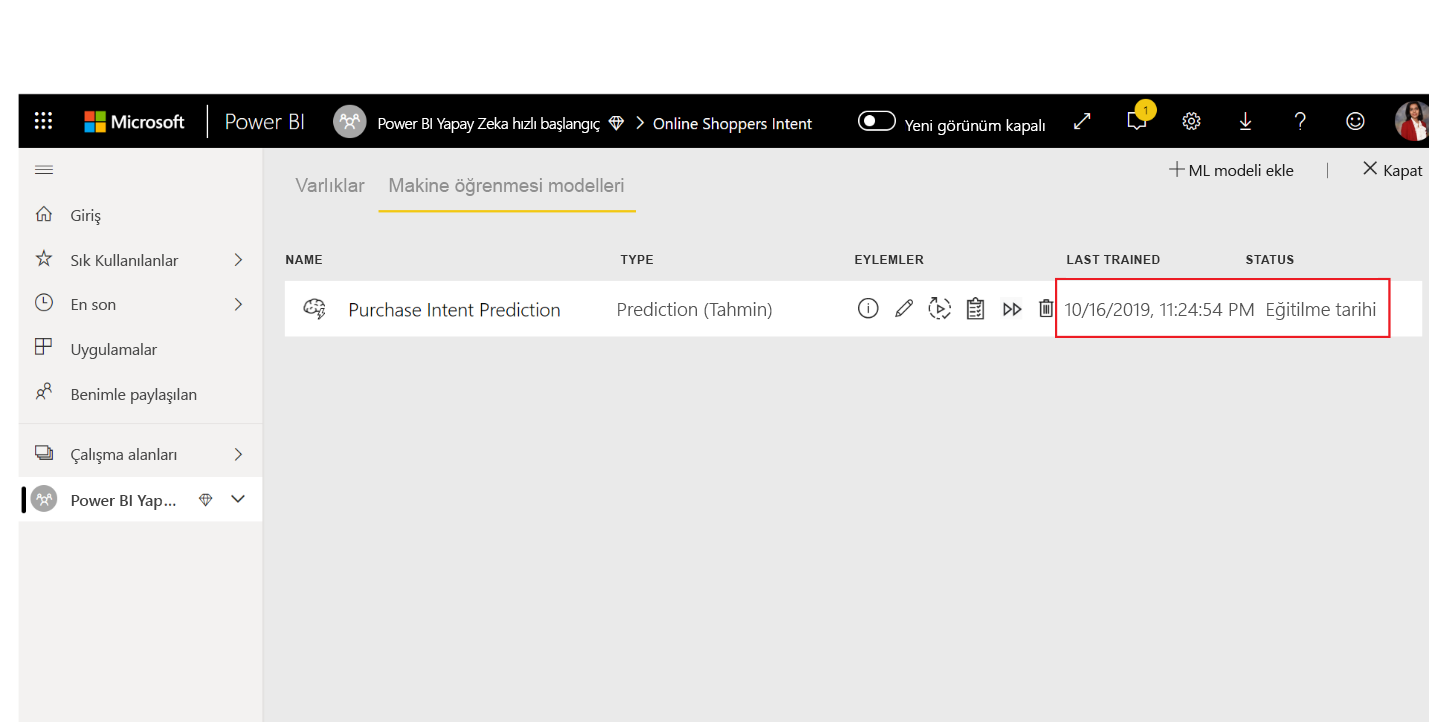 Microsoft Power BI Power BI Yapay Zeka hızlı başlangıç > Online Shoppers Intent Yeni görünüm kapalı 1 ?
ML modeli ekle | Kapat
Varlıklar Makine öğrenmesi modelleri
Giriş
Sık Kullanılanlar
En son
Uygulamalar
Benimle paylaşılan
Çalışma alanları
Power BI Yap...
NAME TYPE EYLEMLER LAST TRAINED STATUS
Purchase Intent Prediction Prediction (Tahmin) 10/16/2019, 11:24:54 PM Eğitilme tarihi